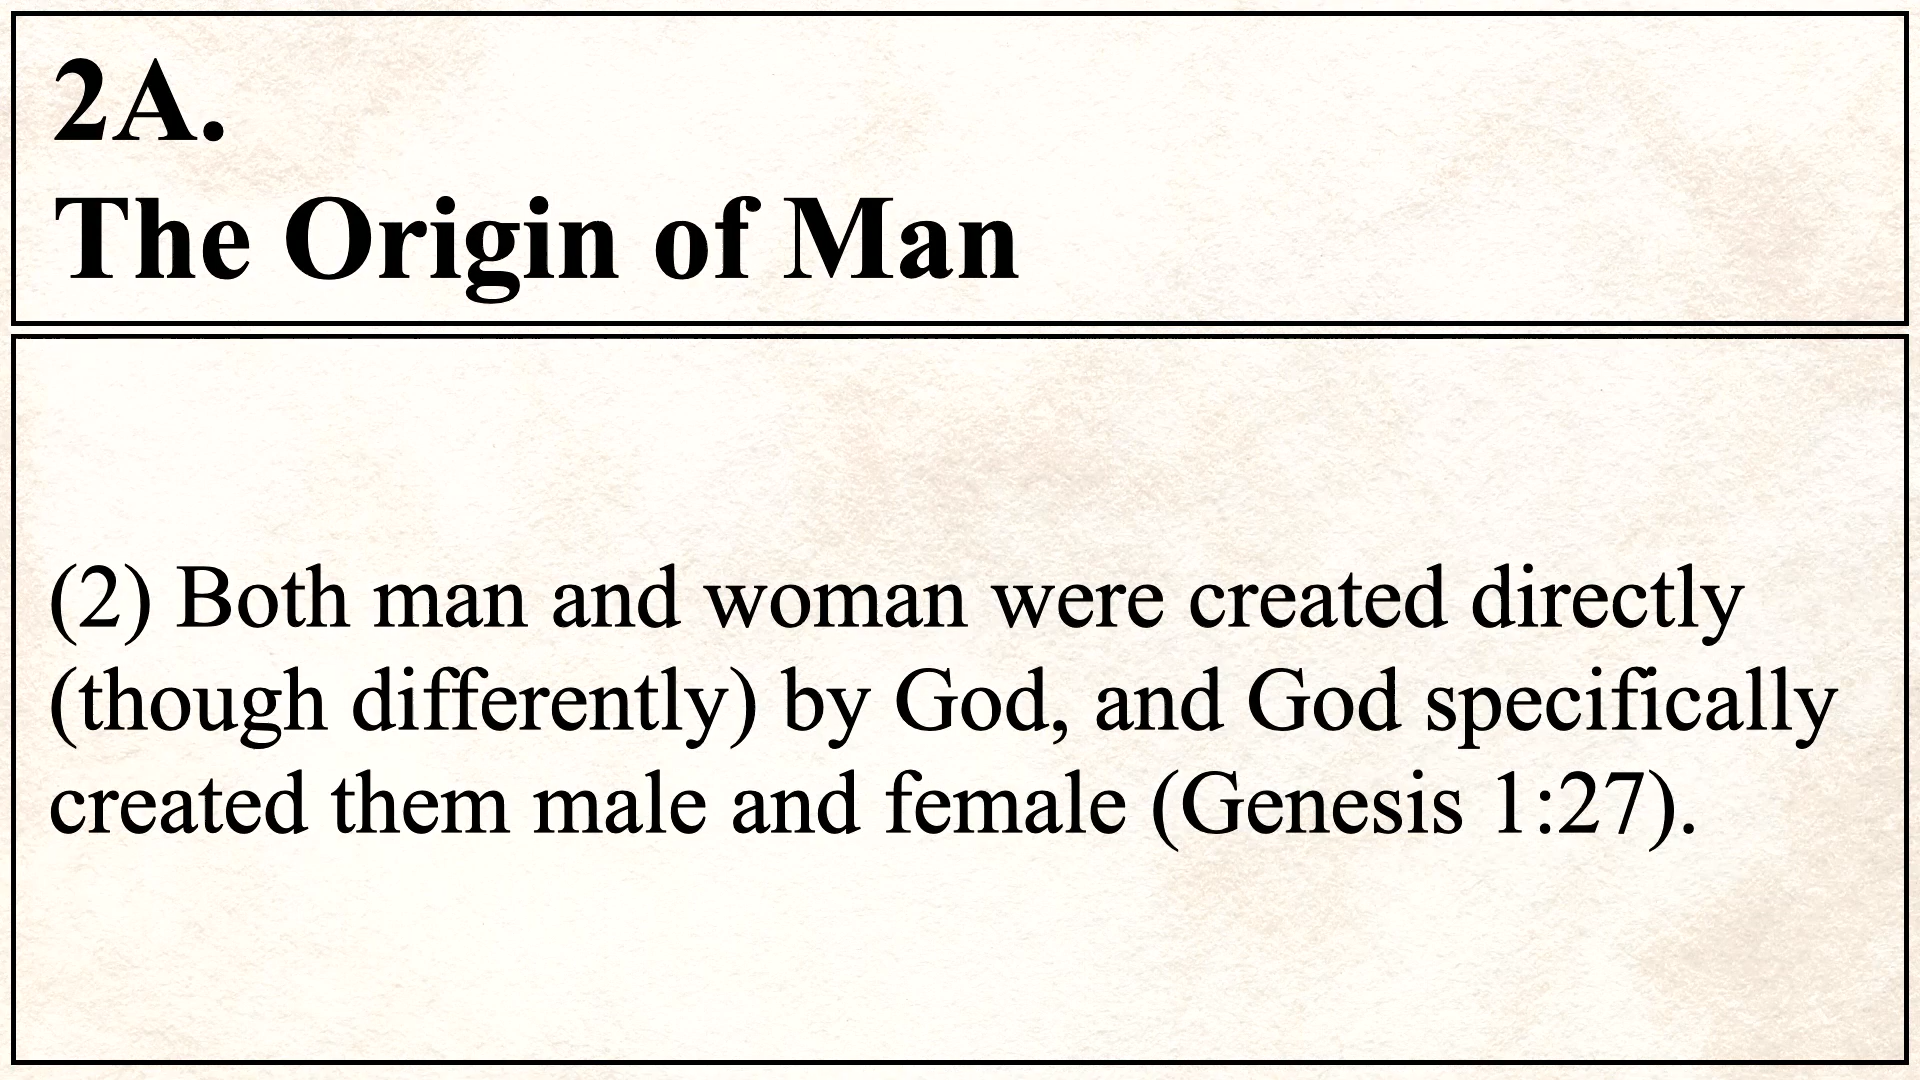 2A.
The Origin of Man
(2) Both man and woman were created directly
(though differently) by God, and God specifically
created them male and female (Genesis 1:27).